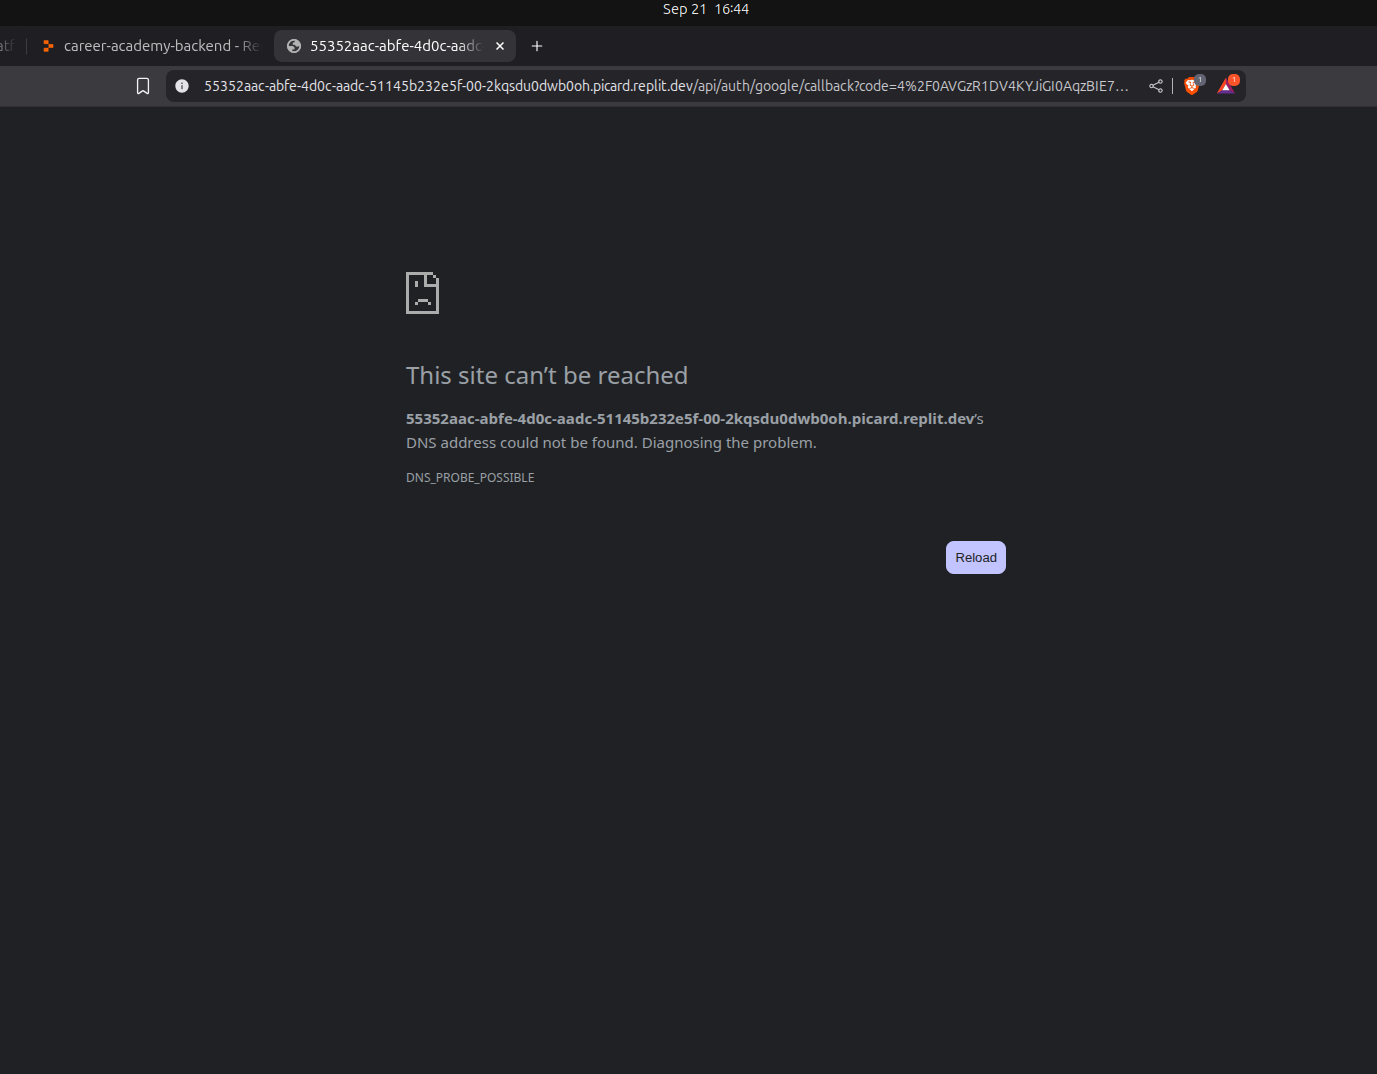 Sep 21 16:44
career-academy-backend - Re
55352aac-abfe-4d0c-aadc
55352aac-abfe-4d0c-aadc-51145b232e5f-00-2kqsdu0dwb0oh.picard.replit.dev/api/auth/google/callback?code=4%2F0AVGzR1DV4KYJiGI0AqzBIE7...
1
1
This site can’t be reached
55352aac-abfe-4d0c-aadc-51145b232e5f-00-2kqsdu0dwb0oh.picard.replit.dev’s
DNS address could not be found. Diagnosing the problem.
DNS_PROBE_POSSIBLE
Reload